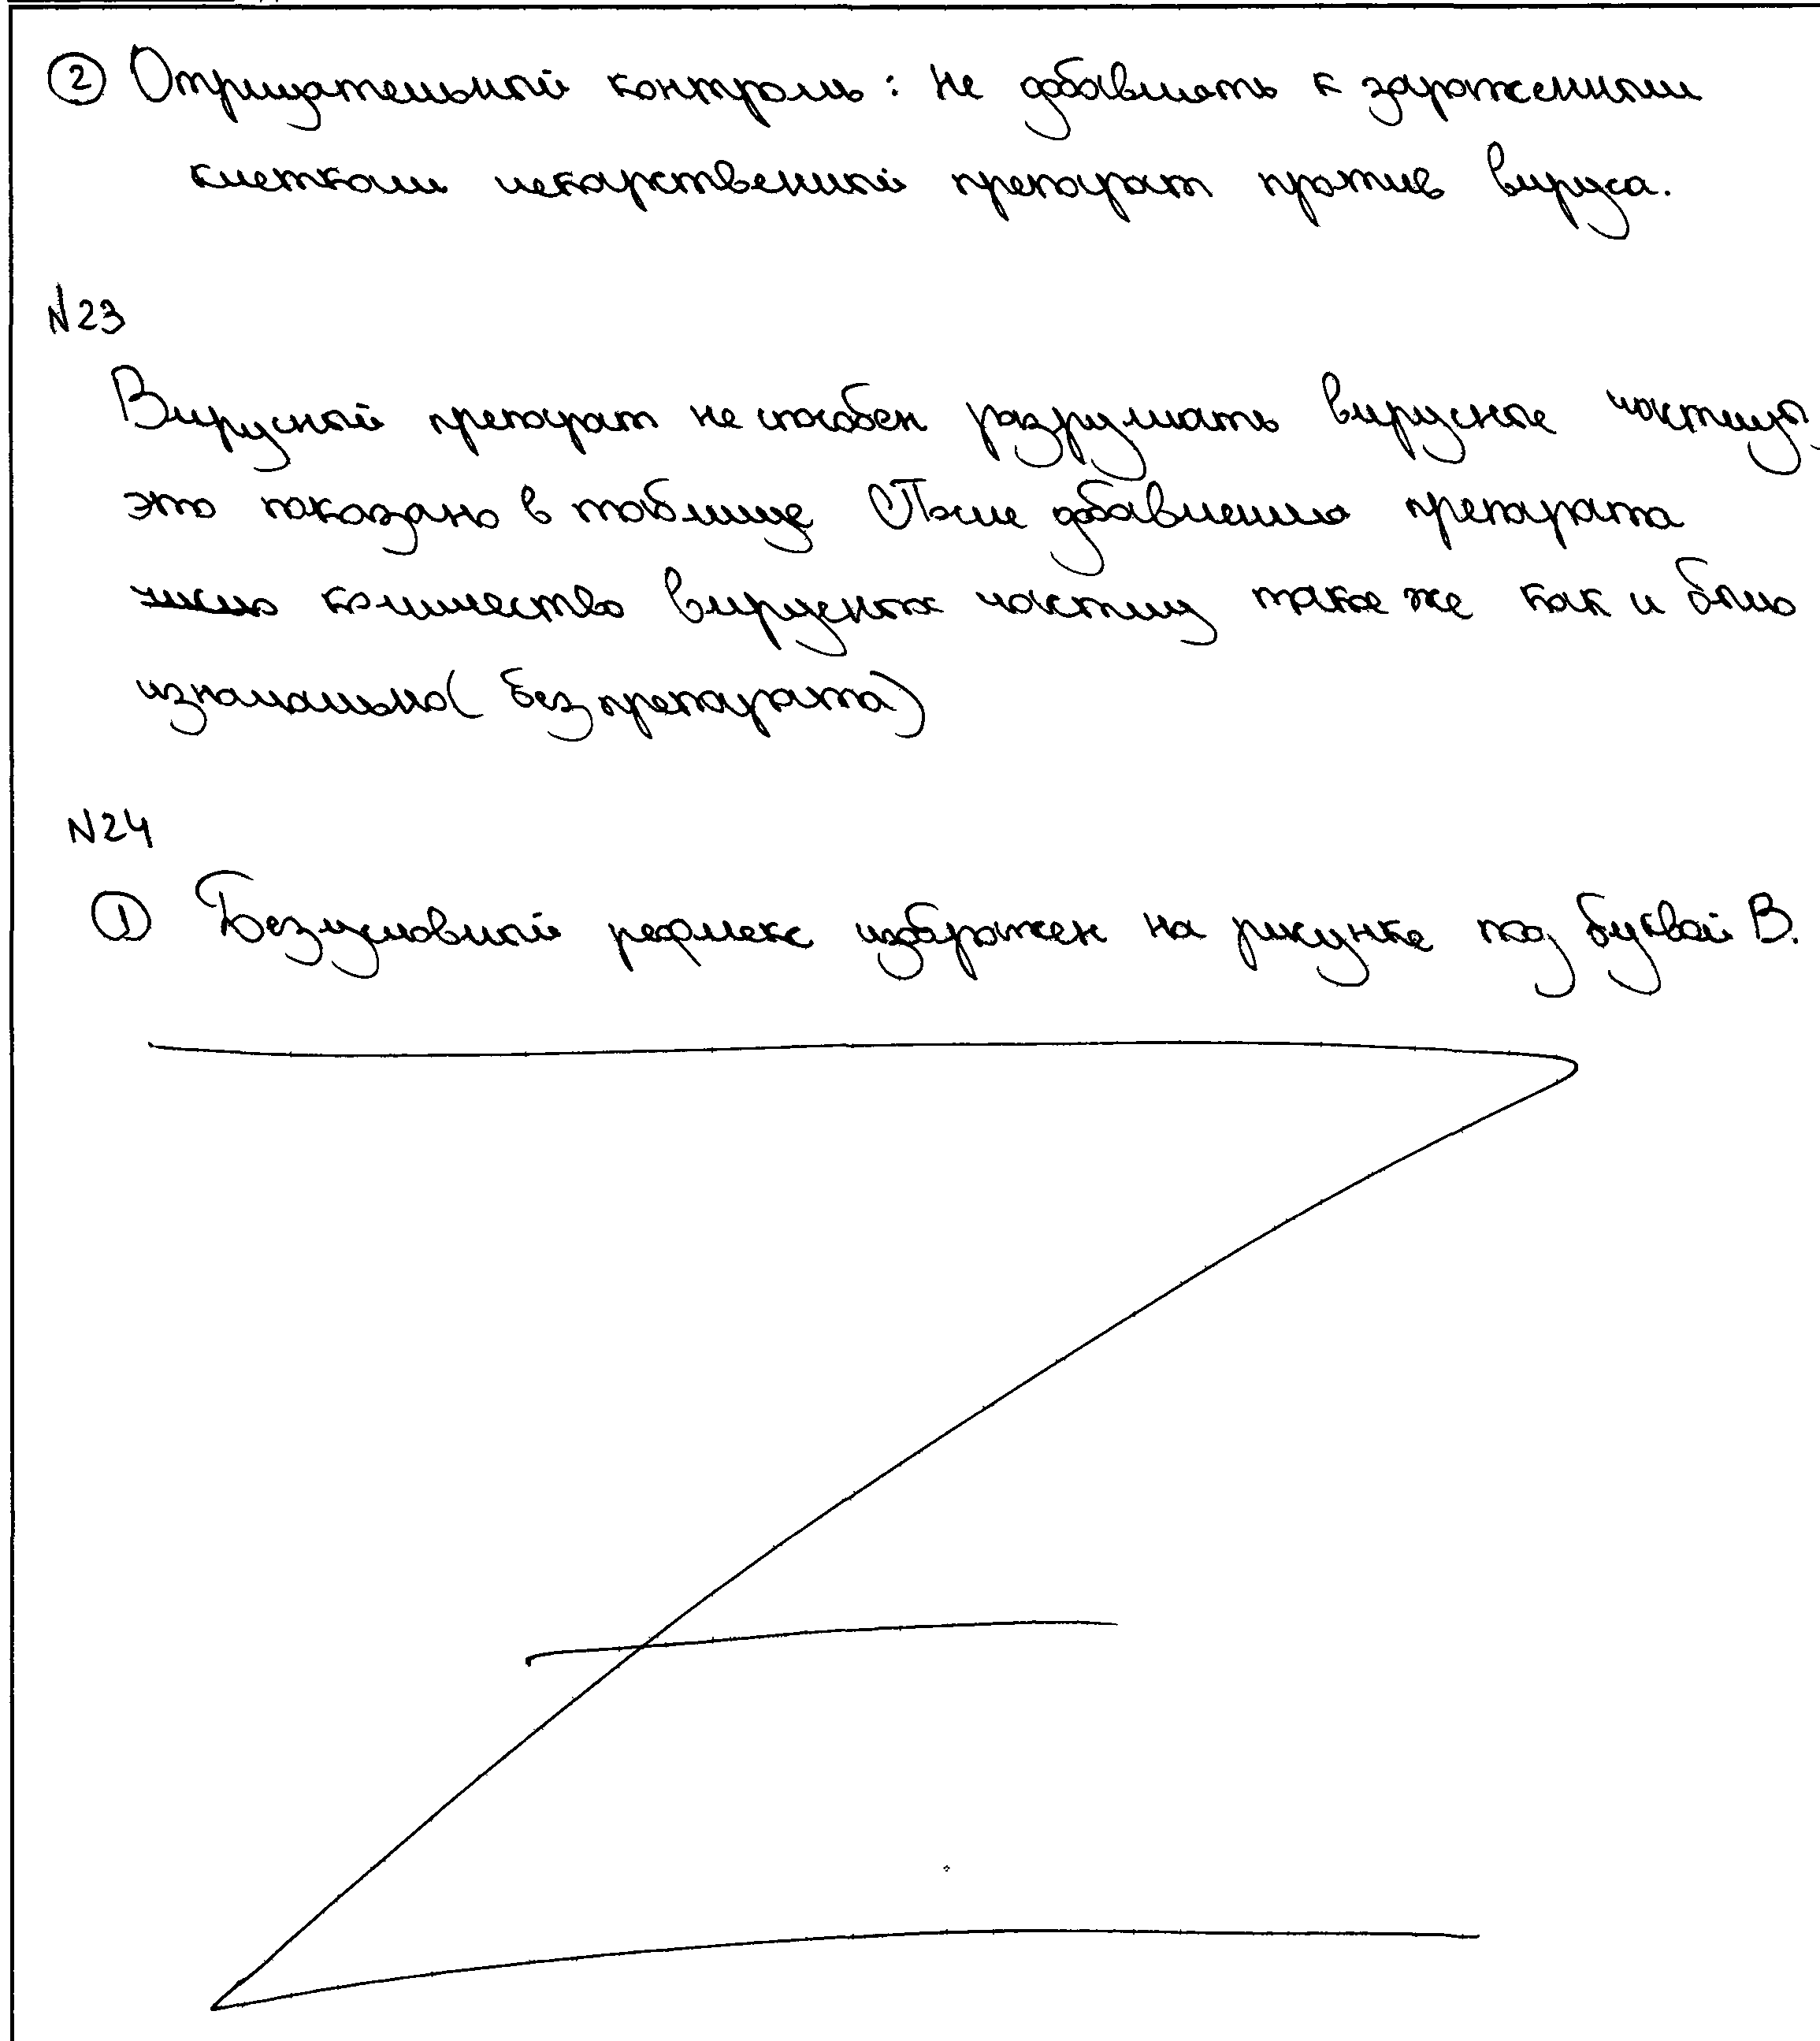 ② Отрицательный контроль: не добавлять к зараженным
клеткам лекарственный препарат против вируса.
N23
Вирусный препарат не способен разрушать вирусные частицы,
это показано в таблице. После добавления препарата
число количество вирусных частиц такое же как и было
изначально( без препарата)
N24
① Безусловный рефлекс изображен на рисунке под буквой В.